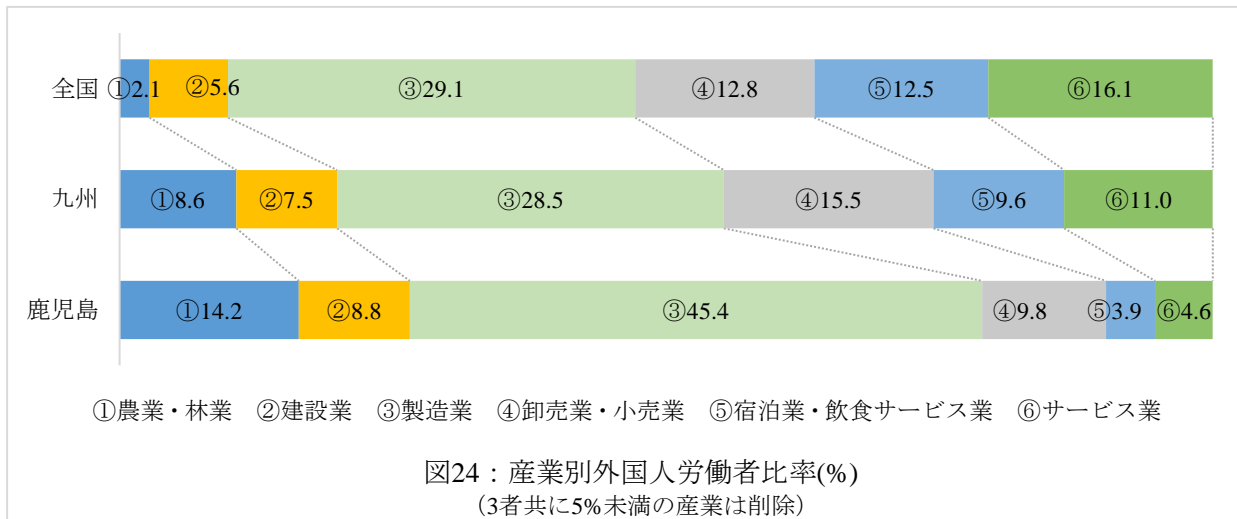 全国 ①2.1 ②5.6 ③29.1 ④12.8 ⑤12.5 ⑥16.1
九州 ①8.6 ②7.5 ③28.5 ④15.5 ⑤9.6 ⑥11.0
鹿児島 ①14.2 ②8.8 ③45.4 ④9.8 ⑤3.9 ⑥4.6
①農業・林業 ②建設業 ③製造業 ④卸売業・小売業 ⑤宿泊業・飲食サービス業 ⑥サービス業
図24：産業別外国人労働者比率(%)
（3者共に5%未満の産業は削除）